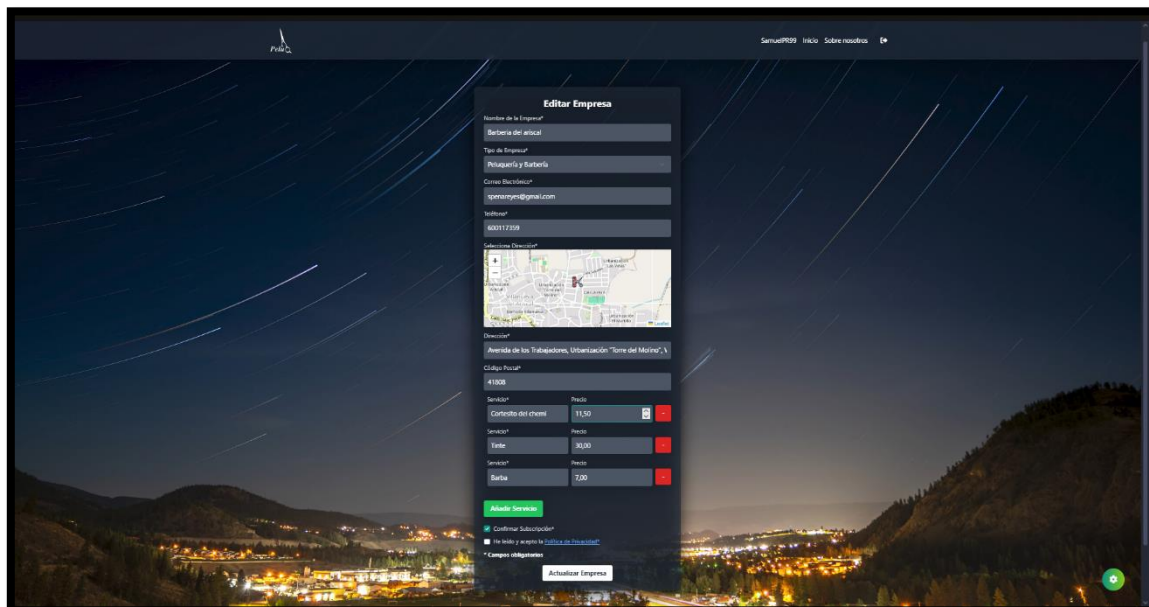 Pelu
SamuelPR99 Inicio Sobre nosotros
Editar Empresa
Nombre de la Empresa*
Barberia del ariscal
Tipo de Empresa*
Peluquería y Barbería
Correo Electrónico*
spenareyes@gmail.com
Teléfono*
600117359
Selecciona Dirección*
+
−
Leaflet
Dirección*
Avenida de los Trabajadores, Urbanización "Torre del Molino", V
Código Postal*
41808
Servicio* Precio
Cortesito del chemi 11,50 -
Servicio* Precio
Tinte 30,00 -
Servicio* Precio
Barba 7,00 -
Añadir Servicio
Confirmar Subscripción*
He leído y acepto la Política de Privacidad*
* Campos obligatorios
Actualizar Empresa